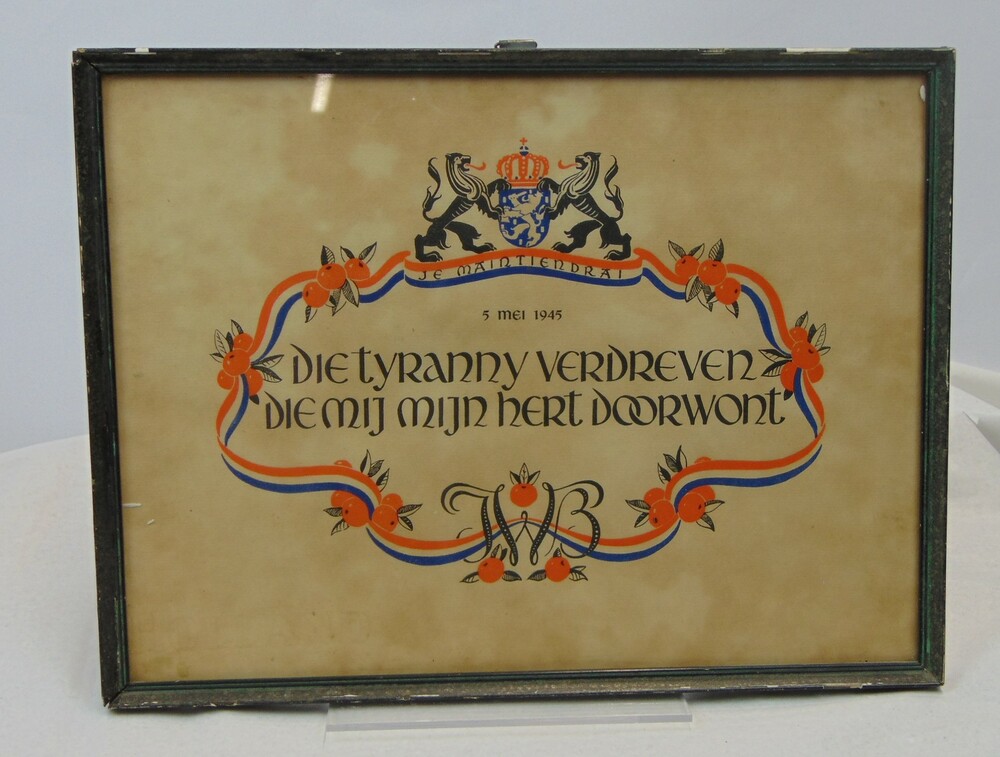 JE MAINTIENDRAI
5 MEI 1945
DIE TYRANNY VERDREVEN
DIE MIJ MIJN HERT DOORWONT